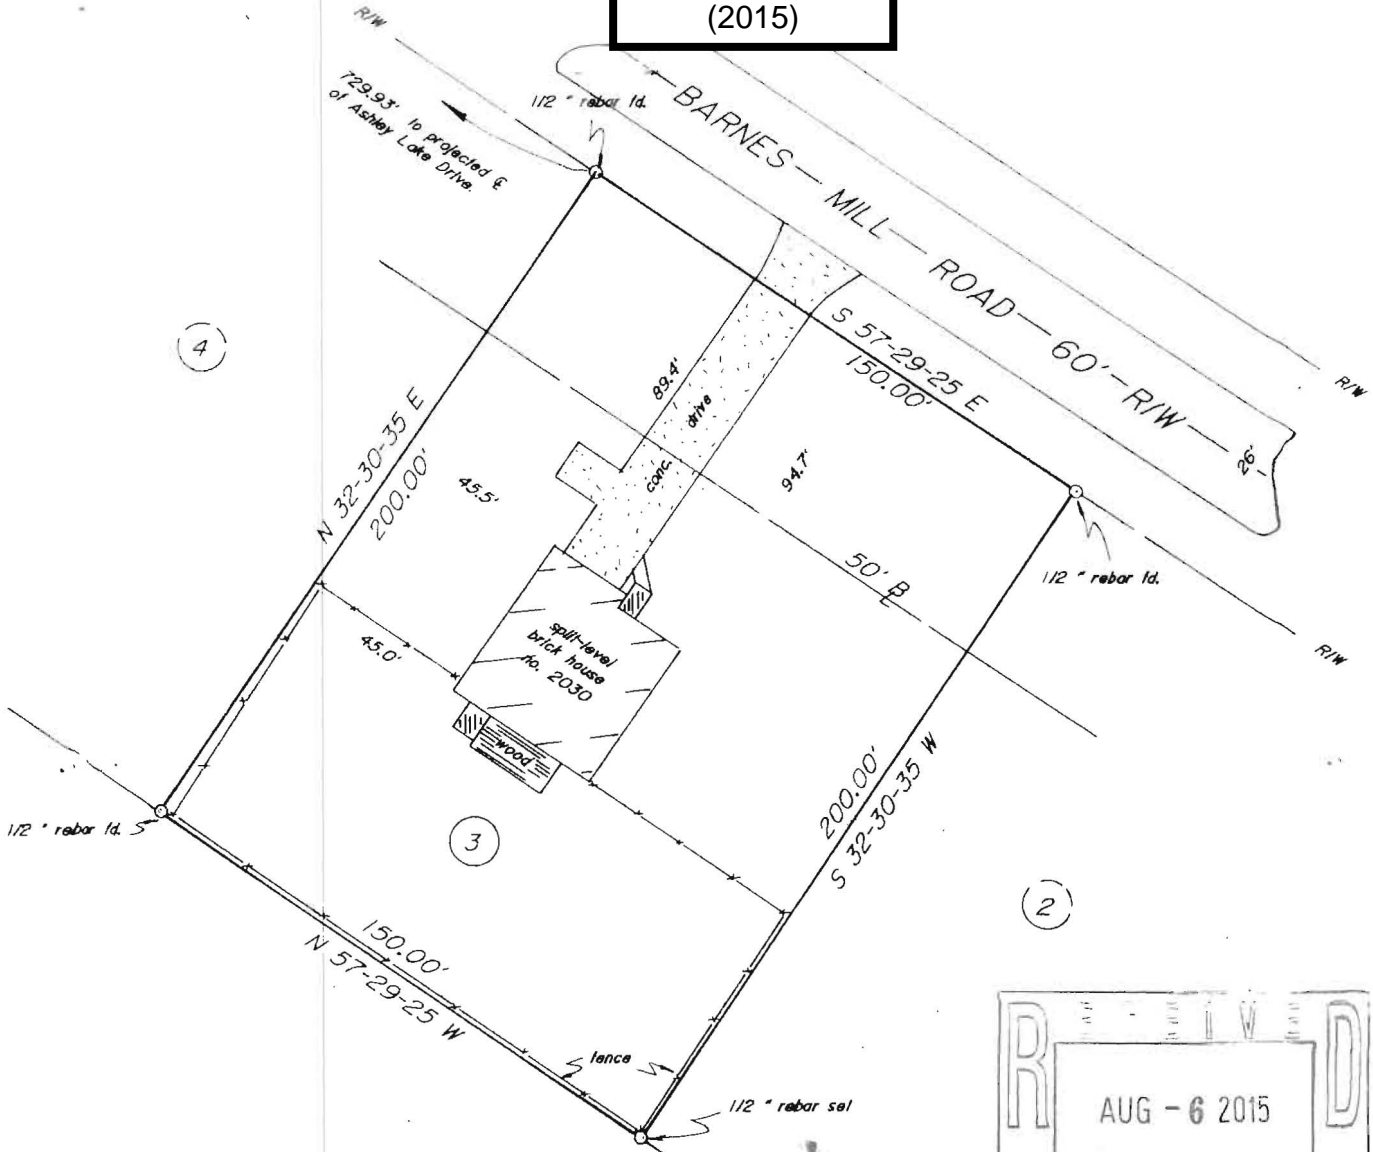 (2015)
R/W
729.93' to projected ℄
of Ashley Lake Drive.
1/2 " rebar fd.
BARNES MILL ROAD 60' R/W
26'
R/W
S 57-29-25 E
150.00'
4
89.4'
conc. drive
94.7'
N 32-30-35 E
200.00'
45.5'
50' BL
1/2 " rebar fd.
R/W
split-level
brick house
no. 2030
45.0'
wood
200.00'
S 32-30-35 W
1/2 " rebar fd.
3
2
150.00'
N 57-29-25 W
fence
1/2 " rebar set
AUG - 6 2015